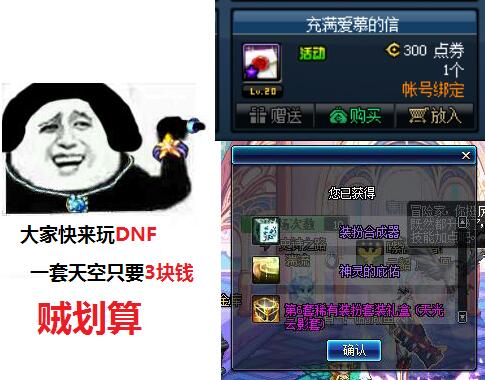 充满爱慕的信
活动
300 点券
1个
Lv.20
帐号绑定
赠送
购买
放入
您已获得
装扮合成器
神灵的庇佑
第6套稀有装扮套装礼盒(天光
云影套)
确认
大家快来玩DNF
一套天空只要3块钱
贼划算